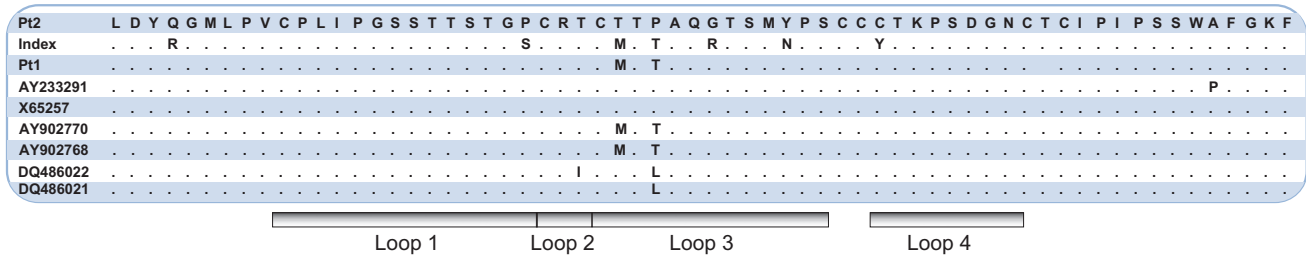 Pt2 L D Y Q G M L P V C P L I P G S S T T S T G P C R T C T T P A Q G T S M Y P S C C C T K P S D G N C T C I P I P S S W A F G K F
Index . . . R . . . . . . . . . . . . . . . . . . S . . . . M . T . . R . . . N . . . . Y . . . . . . . . . . . . . . . . . . . . . .
Pt1 . . . . . . . . . . . . . . . . . . . . . . . . . . . M . T . . . . . . . . . . . . . . . . . . . . . . . . . . . . . . . . .
AY233291 . . . . . . . . . . . . . . . . . . . . . . . . . . . . . . . . . . . . . . . . . . . . . . . . . . . . . . . . . . . P . . . .
X65257 . . . . . . . . . . . . . . . . . . . . . . . . . . . . . . . . . . . . . . . . . . . . . . . . . . . . . . . . . . . . . . . .
AY902770 . . . . . . . . . . . . . . . . . . . . . . . . . . . M . T . . . . . . . . . . . . . . . . . . . . . . . . . . . . . . . . . .
AY902768 . . . . . . . . . . . . . . . . . . . . . . . . . . . M . T . . . . . . . . . . . . . . . . . . . . . . . . . . . . . . . . . .
DQ486022 . . . . . . . . . . . . . . . . . . . . . . . . . I . . . L . . . . . . . . . . . . . . . . . . . . . . . . . . . . . . . . . .
DQ486021 . . . . . . . . . . . . . . . . . . . . . . . . . . . . . L . . . . . . . . . . . . . . . . . . . . . . . . . . . . . . . . . .
Loop 1 Loop 2 Loop 3 Loop 4